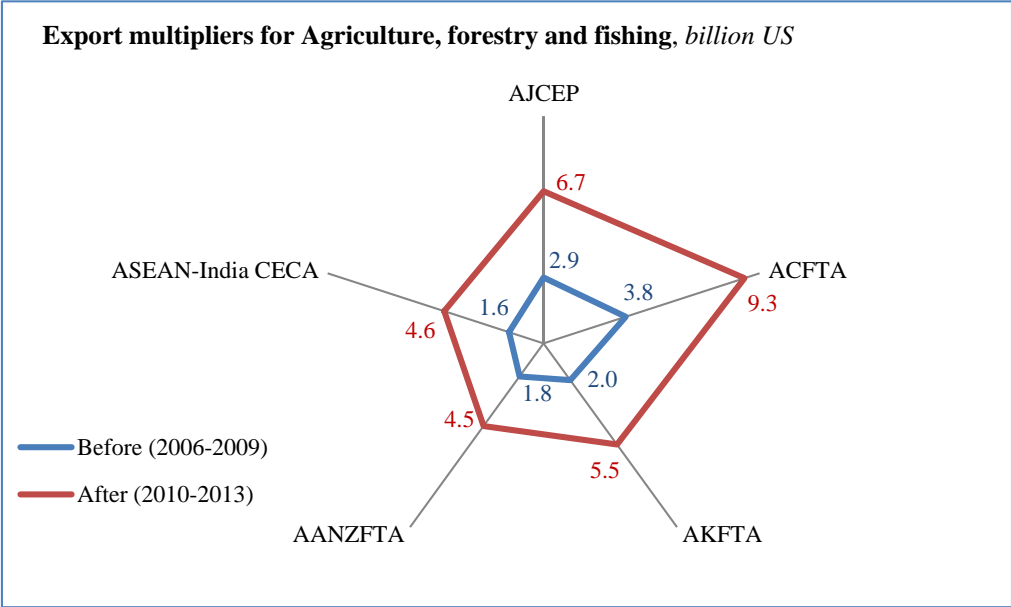 Export multipliers for Agriculture, forestry and fishing, billion US
AJCEP
6.7
2.9
ASEAN-India CECA
ACFTA
3.8
9.3
1.6
4.6
2.0
1.8
4.5
5.5
Before (2006-2009)
After (2010-2013)
AANZFTA
AKFTA